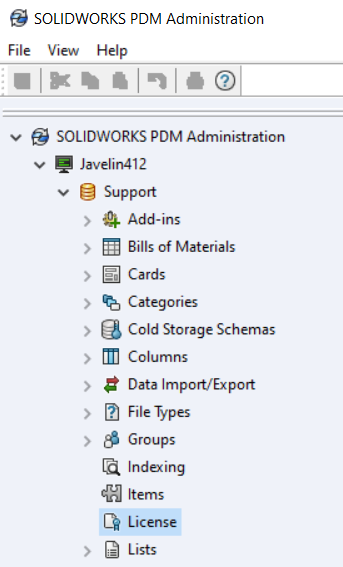 SOLIDWORKS PDM Administration
File View Help
SOLIDWORKS PDM Administration
Javelin412
Support
Add-ins
Bills of Materials
Cards
Categories
Cold Storage Schemas
Columns
Data Import/Export
File Types
Groups
Indexing
Items
License
Lists